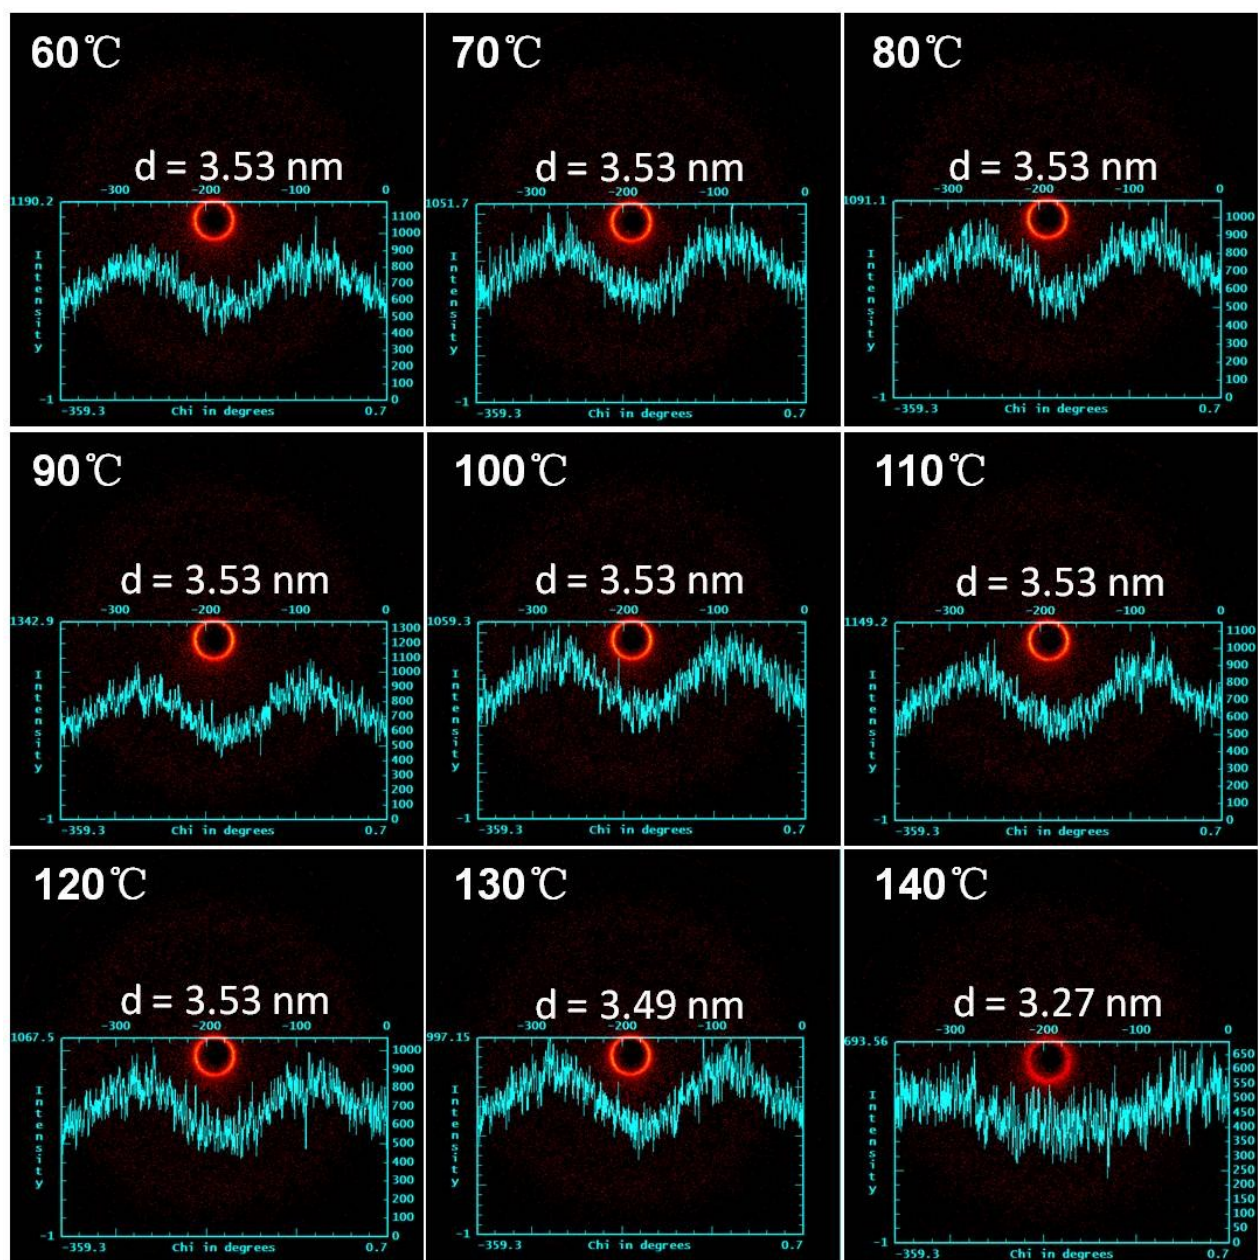 60℃
d = 3.53 nm
-300 -200 -100 0
1190.2
1100
1000
900
800
700
600
500
400
300
200
100
0
Intensity
-1
-359.3 Chi in degrees 0.7
70℃
d = 3.53 nm
-300 -200 -100 0
1051.7
Intensity
-1
-359.3 Chi in degrees 0.7
80℃
d = 3.53 nm
-300 -200 -100 0
1091.1
1000
900
800
700
600
500
400
300
200
100
0
Intensity
-1
-359.3 Chi in degrees 0.7
90℃
d = 3.53 nm
-300 -200 -100 0
1342.9
1300
1200
1100
1000
900
800
700
600
500
400
300
200
100
0
Intensity
-1
-359.3 Chi in degrees 0.7
100℃
d = 3.53 nm
-300 -200 -100 0
1059.3
Intensity
-1
-359.3 Chi in degrees 0.7
110℃
d = 3.53 nm
-300 -200 -100 0
1149.2
1100
1000
900
800
700
600
500
400
300
200
100
0
Intensity
-1
-359.3 Chi in degrees 0.7
120℃
d = 3.53 nm
-300 -200 -100 0
1067.5
1000
900
800
700
600
500
400
300
200
100
0
Intensity
-1
-359.3 Chi in degrees 0.7
130℃
d = 3.49 nm
-300 -200 -100 0
997.15
Intensity
-1
-359.3 Chi in degrees 0.7
140℃
d = 3.27 nm
-300 -200 -100 0
693.56
650
600
550
500
450
400
350
300
250
200
150
100
50
0
Intensity
-1
-359.3 Chi in degrees 0.7